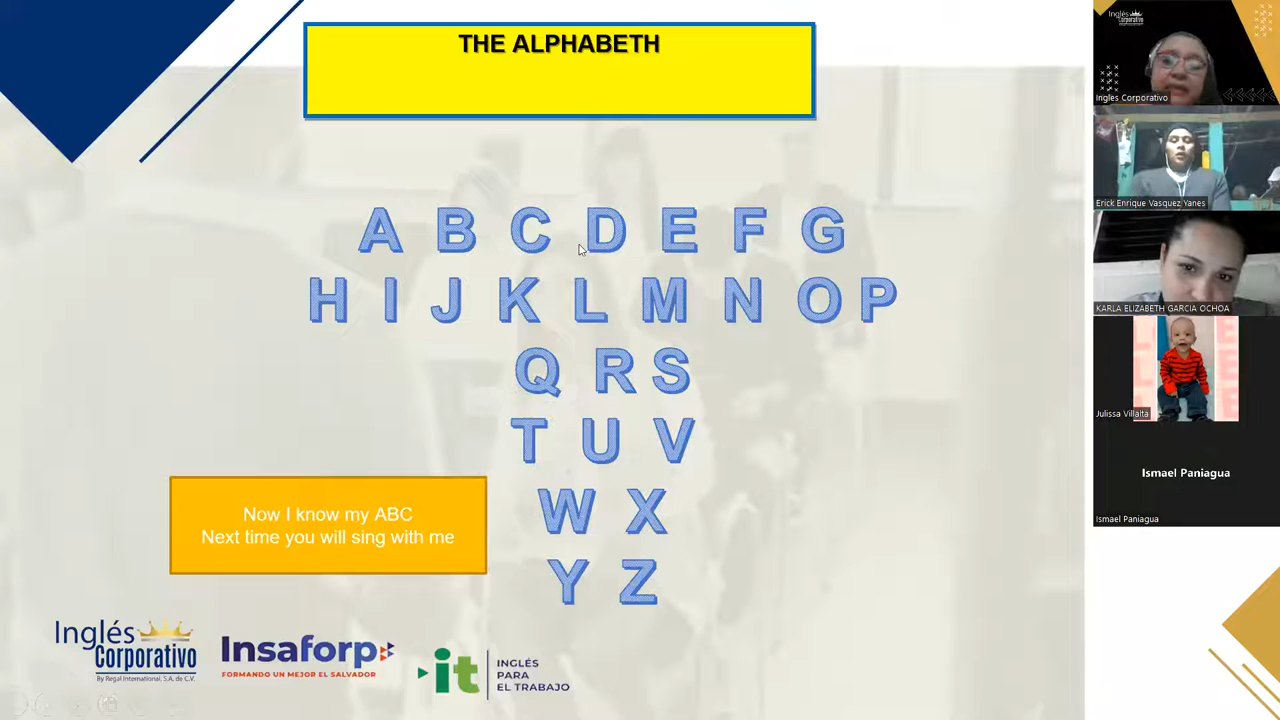 THE ALPHABETH
A B C D E F G
H I J K L M N O P
Q R S
T U V
W X
Y Z
Now I know my ABC
Next time you will sing with me
Inglés
Corporativo
By Regal International, S.A. de C.V.
Insaforp
FORMANDO UN MEJOR EL SALVADOR
it
INGLÉS
PARA
EL TRABAJO
Inglés
Corporativo
Ingles Corporativo
Erick Enrique Vasquez Yanes
KARLA ELIZABETH GARCIA OCHOA
Julissa Villalta
Ismael Paniagua
Ismael Paniagua